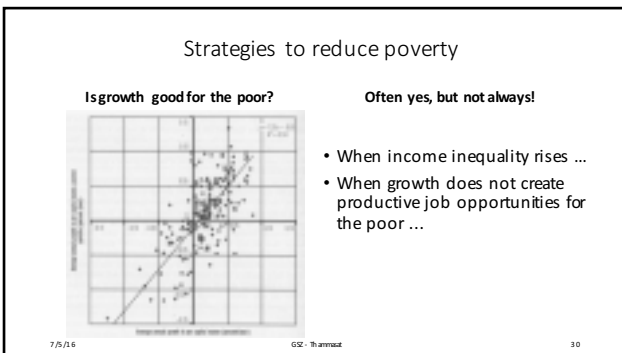 Strategies to reduce poverty
Is growth good for the poor?
Often yes, but not always!
• When income inequality rises ...
• When growth does not create
productive job opportunities for
the poor ...
7/5/16
GSZ - Thammasat
30